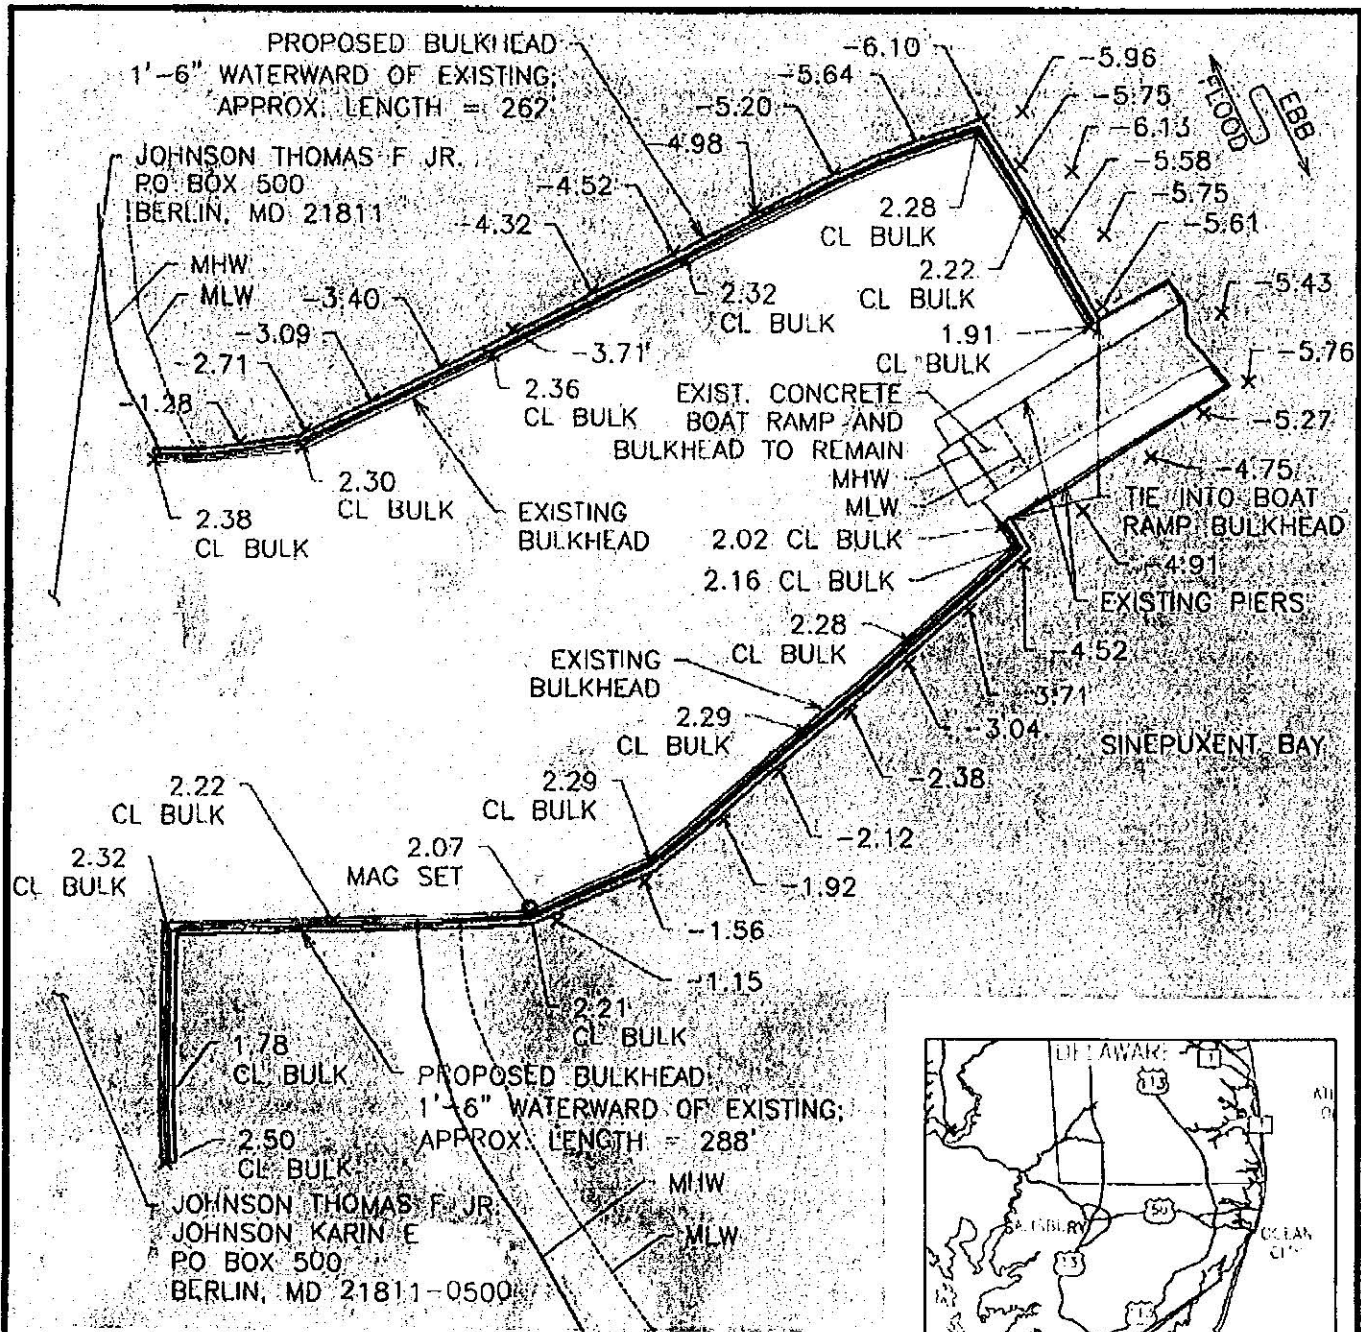 PROPOSED BULKHEAD
1'-6" WATERWARD OF EXISTING;
APPROX. LENGTH = 262'
-6.10
-5.64
-5.20
-4.98
-4.52
-4.32
-3.40
-3.09
-2.71
-1.28
-5.96
-5.75
-6.13
-5.58
-5.75
-5.61
-5.43
-5.76
-5.27
-4.75
FLOOD
EBB
JOHNSON THOMAS F JR.
PO BOX 500
BERLIN, MD 21811
MHW
MLW
2.28
CL BULK
2.22
CL BULK
1.91
CL BULK
2.32
CL BULK
-3.71'
2.36
CL BULK
2.30
CL BULK
2.38
CL BULK
EXISTING
BULKHEAD
EXIST. CONCRETE
BOAT RAMP AND
BULKHEAD TO REMAIN
MHW
MLW
TIE INTO BOAT
RAMP BULKHEAD
-4.91
EXISTING PIERS
2.02 CL BULK
2.16 CL BULK
2.28
CL BULK
-4.52
-3.71
-3.04
SINEPUXENT BAY
EXISTING
BULKHEAD
2.29
CL BULK
-2.38
2.29
CL BULK
-2.12
2.22
CL BULK
2.07
MAG SET
-1.92
2.32
CL BULK
-1.56
-1.15
2.21
CL BULK
1.78
CL BULK
PROPOSED BULKHEAD
1'-6" WATERWARD OF EXISTING;
APPROX. LENGTH = 288'
2.50
CL BULK
MHW
MLW
JOHNSON THOMAS F JR.
JOHNSON KARIN E
PO BOX 500
BERLIN, MD 21811-0500
DELAWARE
1
113
50
SALISBURY
OCEAN
CITY
13
113